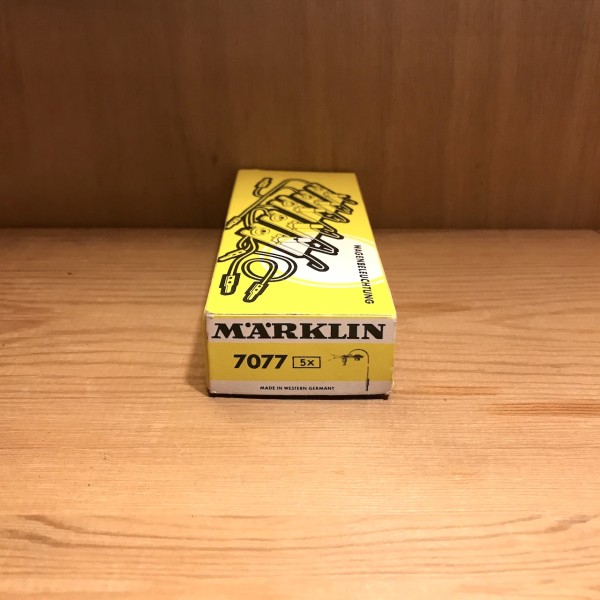 WAGENBELEUCHTUNG
MÄRKLIN
7077 5x
MADE IN WESTERN GERMANY